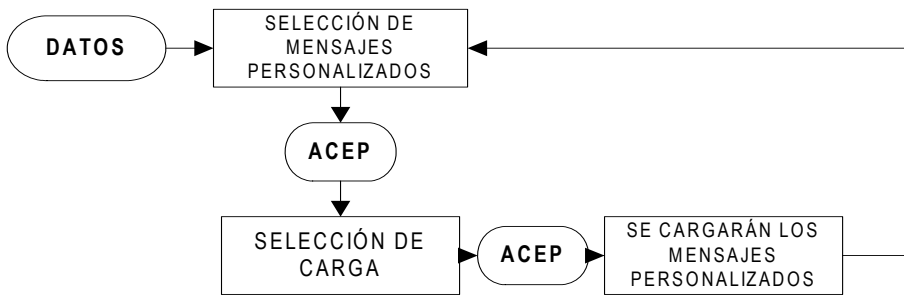 DATOS
SELECCIÓN DE
MENSAJES
PERSONALIZADOS
ACEP
SELECCIÓN DE
CARGA
ACEP
SE CARGARÁN LOS
MENSAJES
PERSONALIZADOS